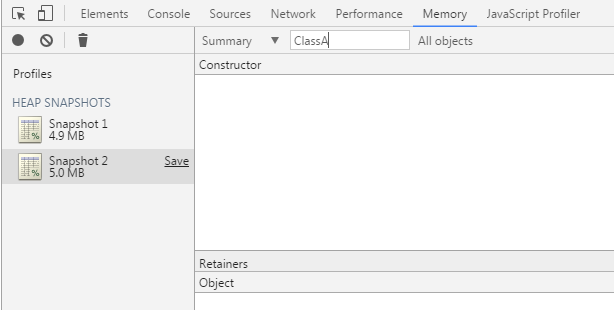 Elements Console Sources Network Performance Memory JavaScript Profiler
Summary ▼ ClassA All objects
Profiles
HEAP SNAPSHOTS
Snapshot 1
4.9 MB
Snapshot 2 Save
5.0 MB
Constructor
Retainers
Object